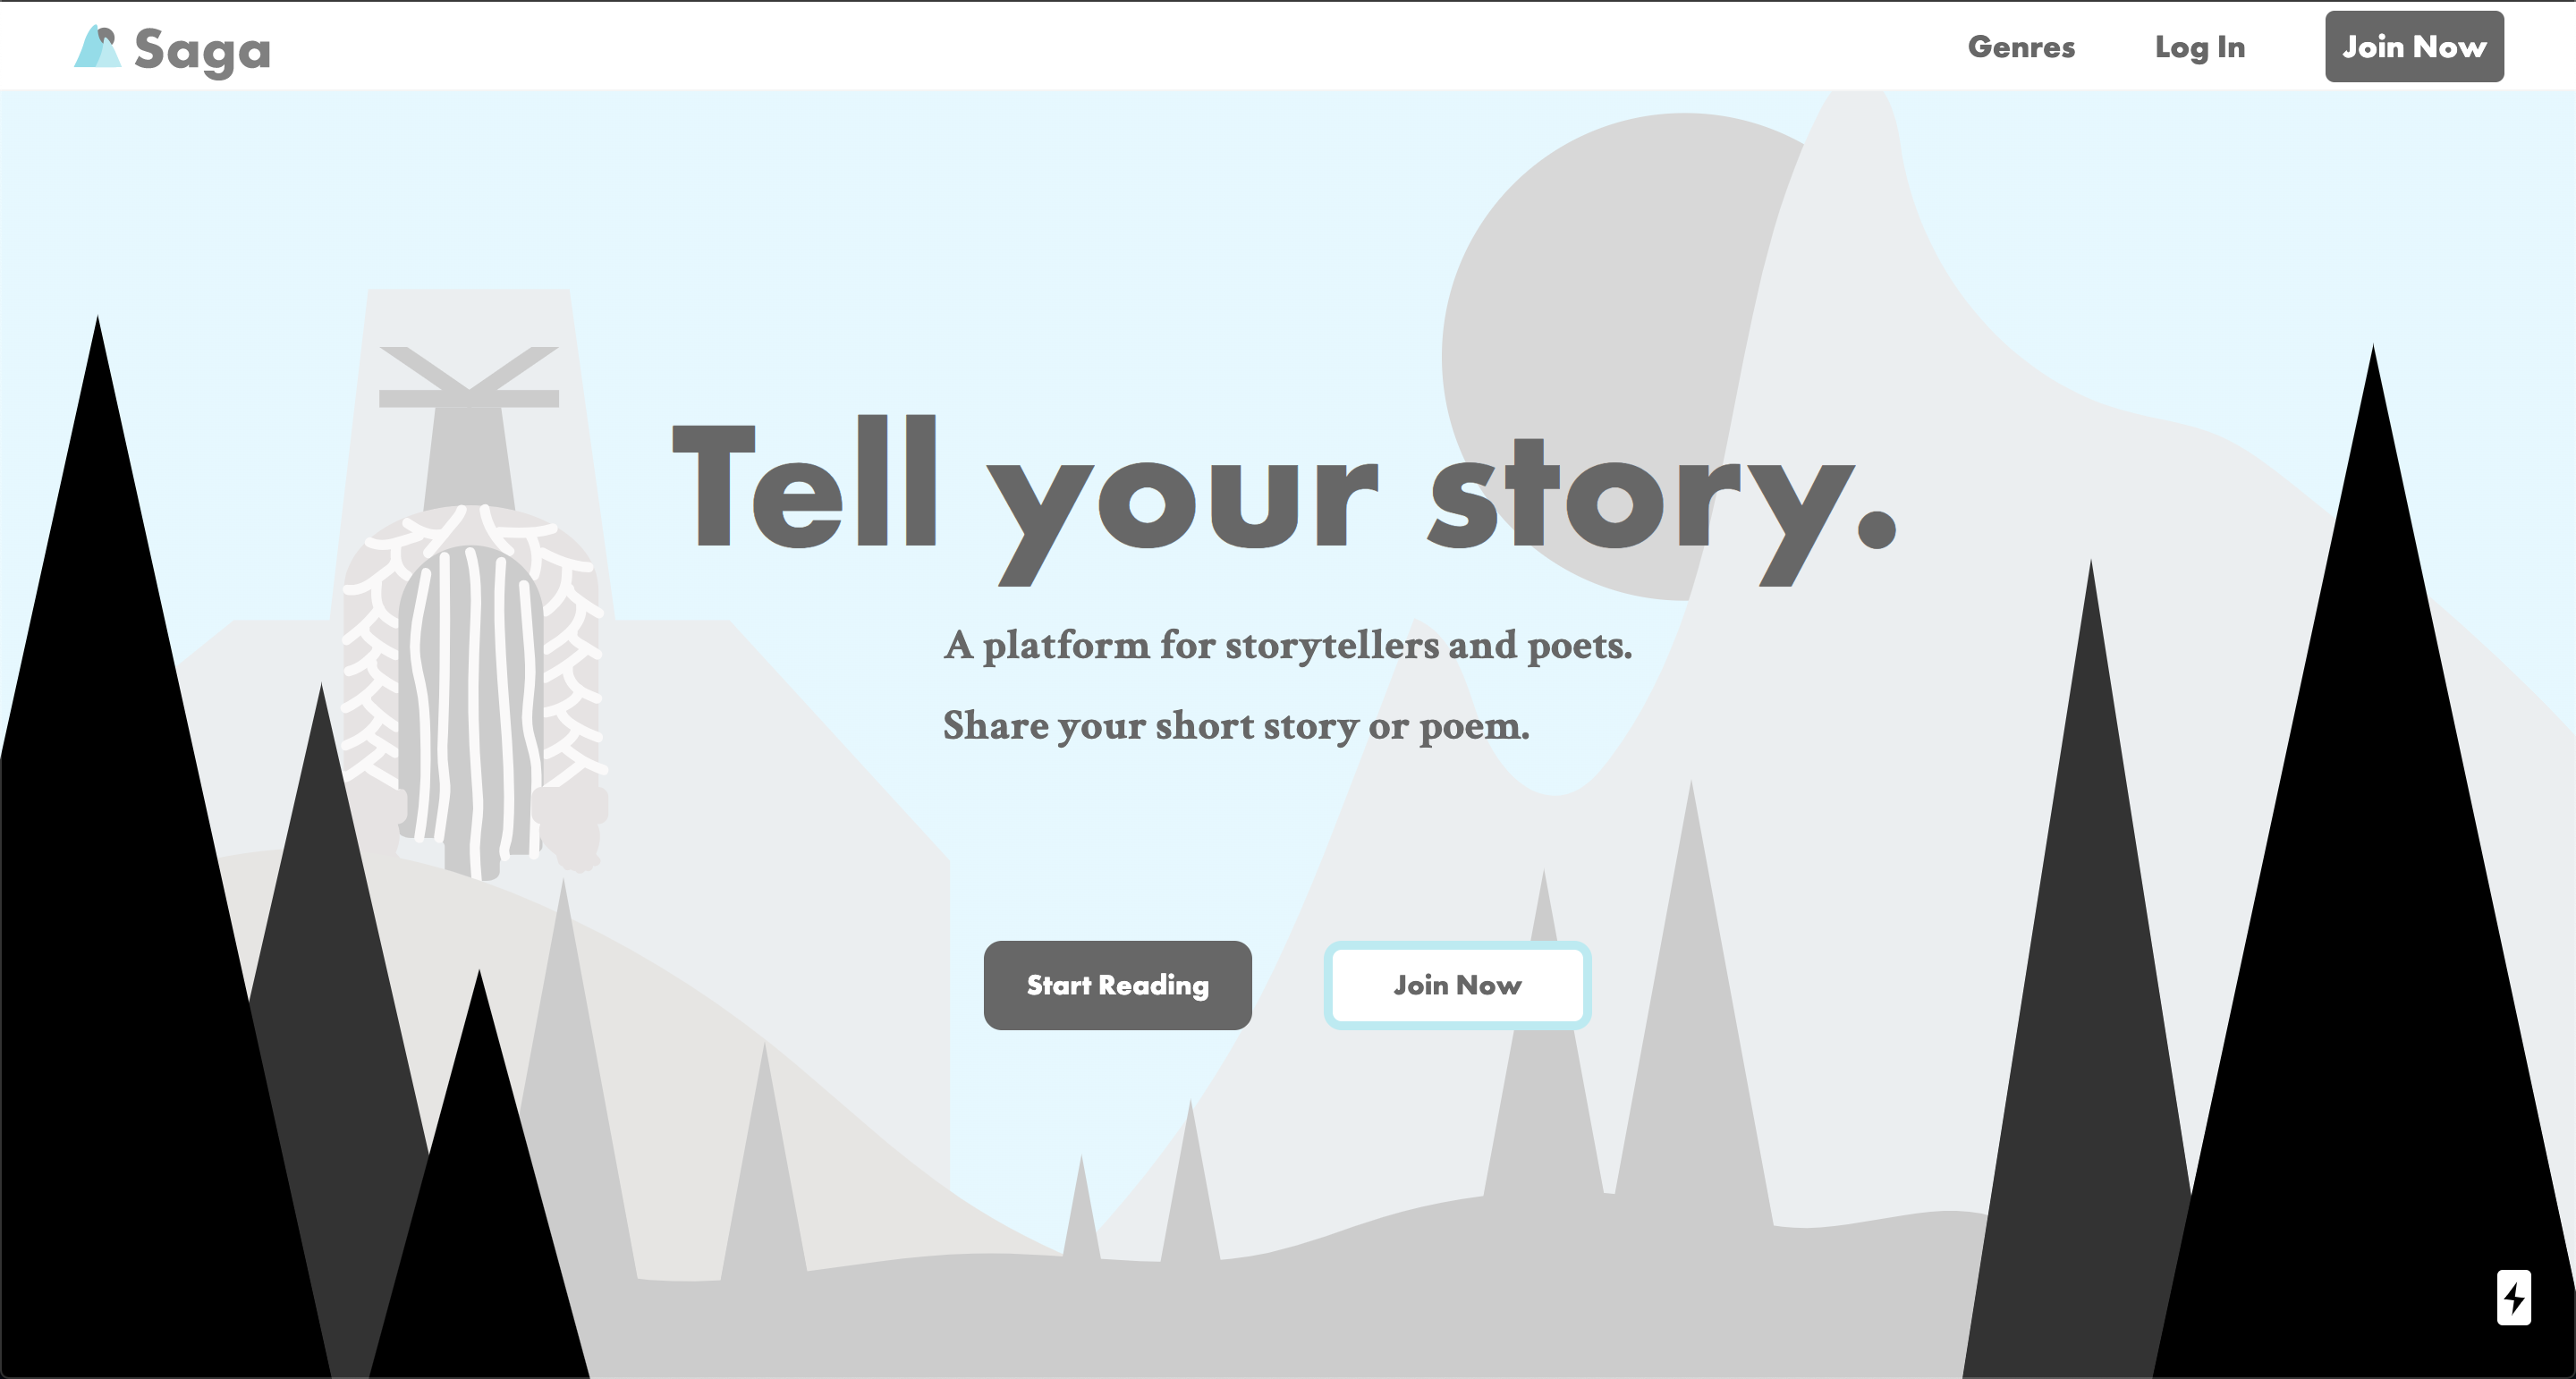 Saga
Genres
Log In
Join Now
Tell your story.
A platform for storytellers and poets.
Share your short story or poem.
Start Reading
Join Now